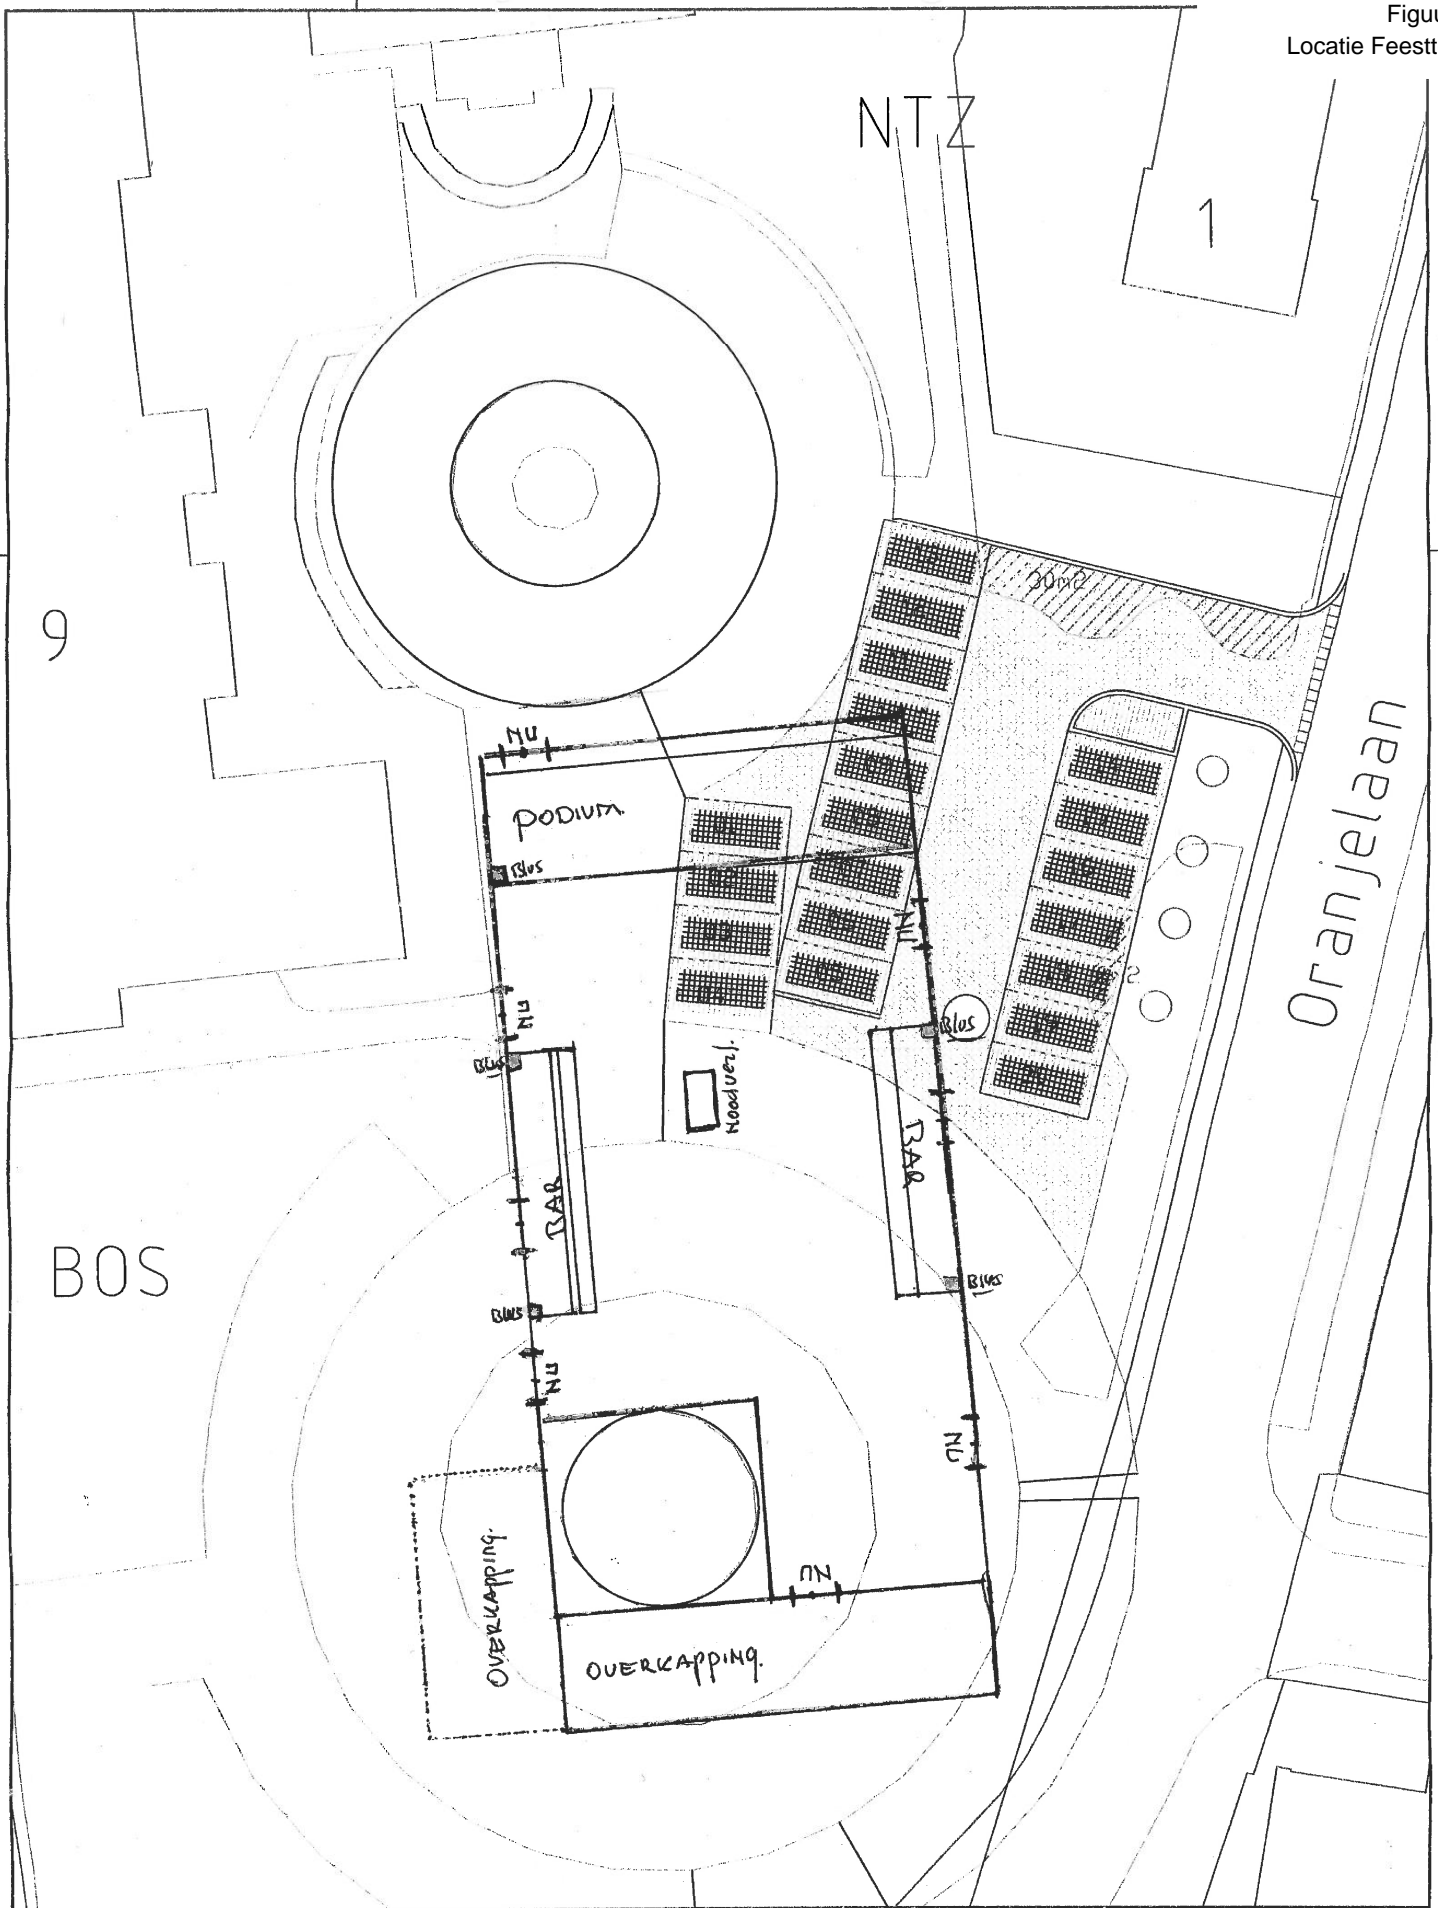 Figuu
Locatie Feestt
NTZ
1
30m2
9
NU
PODIUM.
Blus
Oranjelaan
NU
NU
Blus
Blus
Noodverl.
BAR
BAR
BOS
Blus
Blus
NU
NU
NU
OVERKAPPING.
OVERKAPPING.